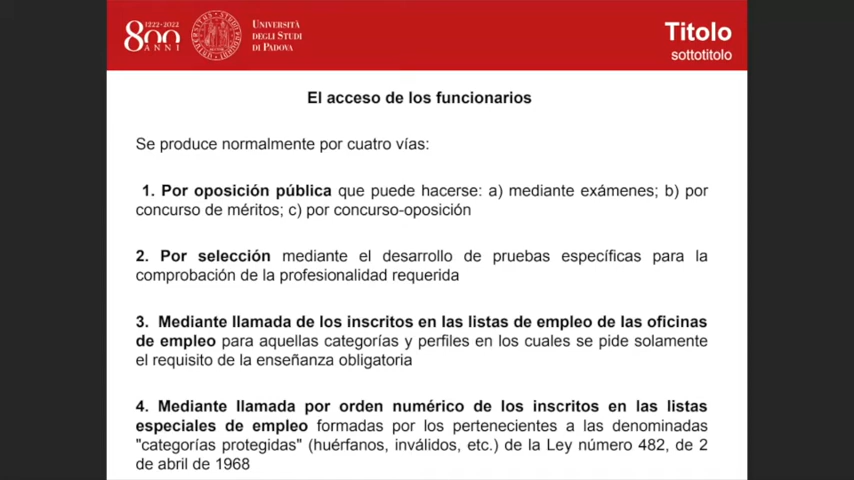 1222·2022
800
ANNI
UNIVERSITÀ
DEGLI STUDI
DI PADOVA
Titolo
sottotitolo
El acceso de los funcionarios
Se produce normalmente por cuatro vías:
1. Por oposición pública que puede hacerse: a) mediante exámenes; b) por
concurso de méritos; c) por concurso-oposición
2. Por selección mediante el desarrollo de pruebas específicas para la
comprobación de la profesionalidad requerida
3. Mediante llamada de los inscritos en las listas de empleo de las oficinas
de empleo para aquellas categorías y perfiles en los cuales se pide solamente
el requisito de la enseñanza obligatoria
4. Mediante llamada por orden numérico de los inscritos en las listas
especiales de empleo formadas por los pertenecientes a las denominadas
"categorías protegidas" (huérfanos, inválidos, etc.) de la Ley número 482, de 2
de abril de 1968